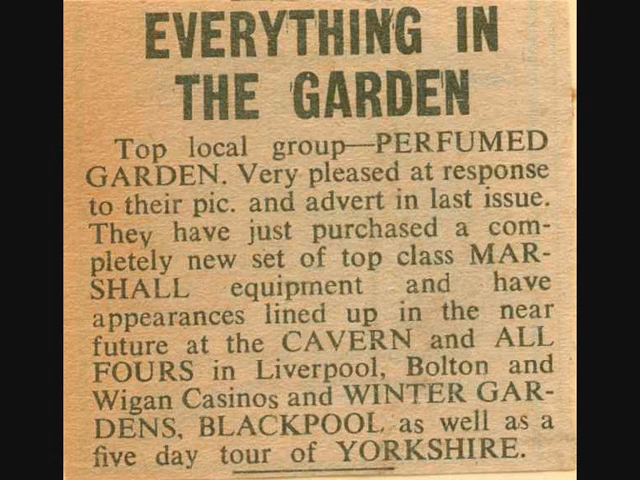 EVERYTHING IN
THE GARDEN
Top local group—PERFUMED
GARDEN. Very pleased at response
to their pic. and advert in last issue.
They have just purchased a com-
pletely new set of top class MAR-
SHALL equipment and have
appearances lined up in the near
future at the CAVERN and ALL
FOURS in Liverpool, Bolton and
Wigan Casinos and WINTER GAR-
DENS, BLACKPOOL as well as a
five day tour of YORKSHIRE.